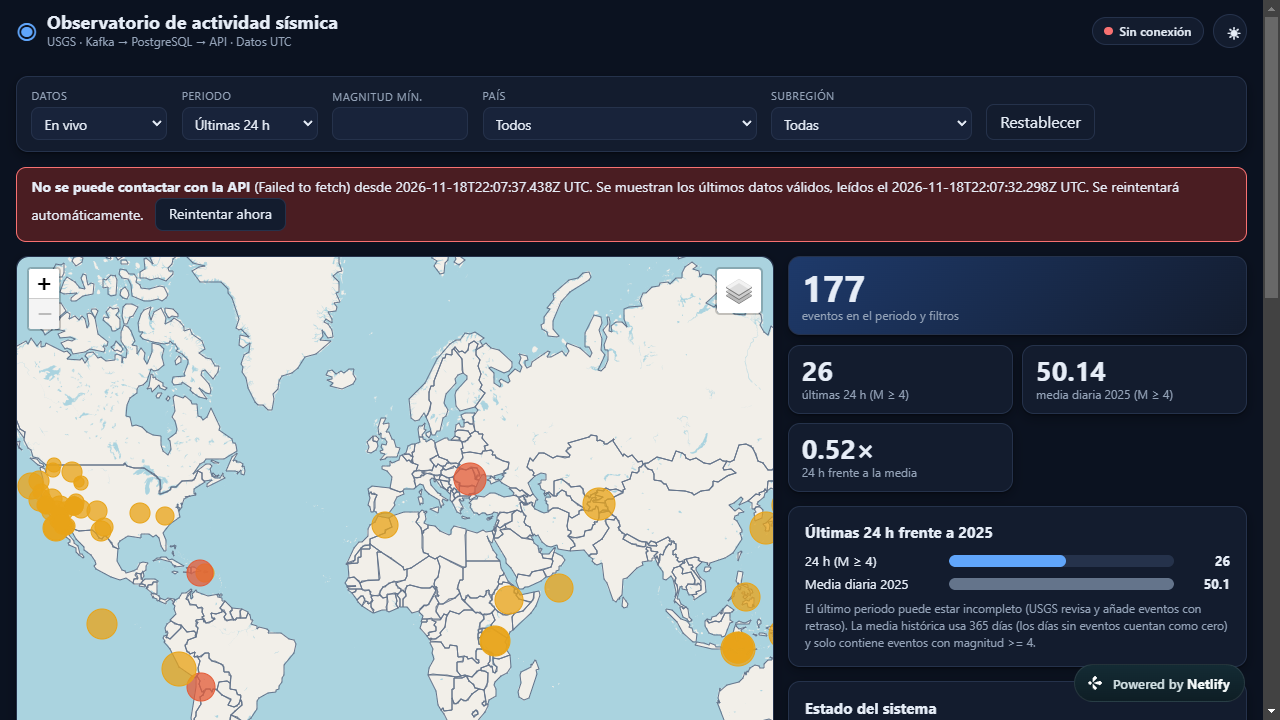 Observatorio de actividad sísmica
USGS · Kafka → PostgreSQL → API · Datos UTC
Sin conexión
DATOS
En vivo
PERIODO
Últimas 24 h
MAGNITUD MÍN.
PAÍS
Todos
SUBREGIÓN
Todas
Restablecer
No se puede contactar con la API (Failed to fetch) desde 2026-11-18T22:07:37.438Z UTC. Se muestran los últimos datos válidos, leídos el 2026-11-18T22:07:32.298Z UTC. Se reintentará
automáticamente. Reintentar ahora
+
−
177
eventos en el periodo y filtros
26
últimas 24 h (M ≥ 4)
50.14
media diaria 2025 (M ≥ 4)
0.52×
24 h frente a la media
Últimas 24 h frente a 2025
24 h (M ≥ 4) 26
Media diaria 2025 50.1
El último periodo puede estar incompleto (USGS revisa y añade eventos con
retraso). La media histórica usa 365 días (los días sin eventos cuentan como cero)
y solo contiene eventos con magnitud >= 4.
Powered by Netlify
Estado del sistema